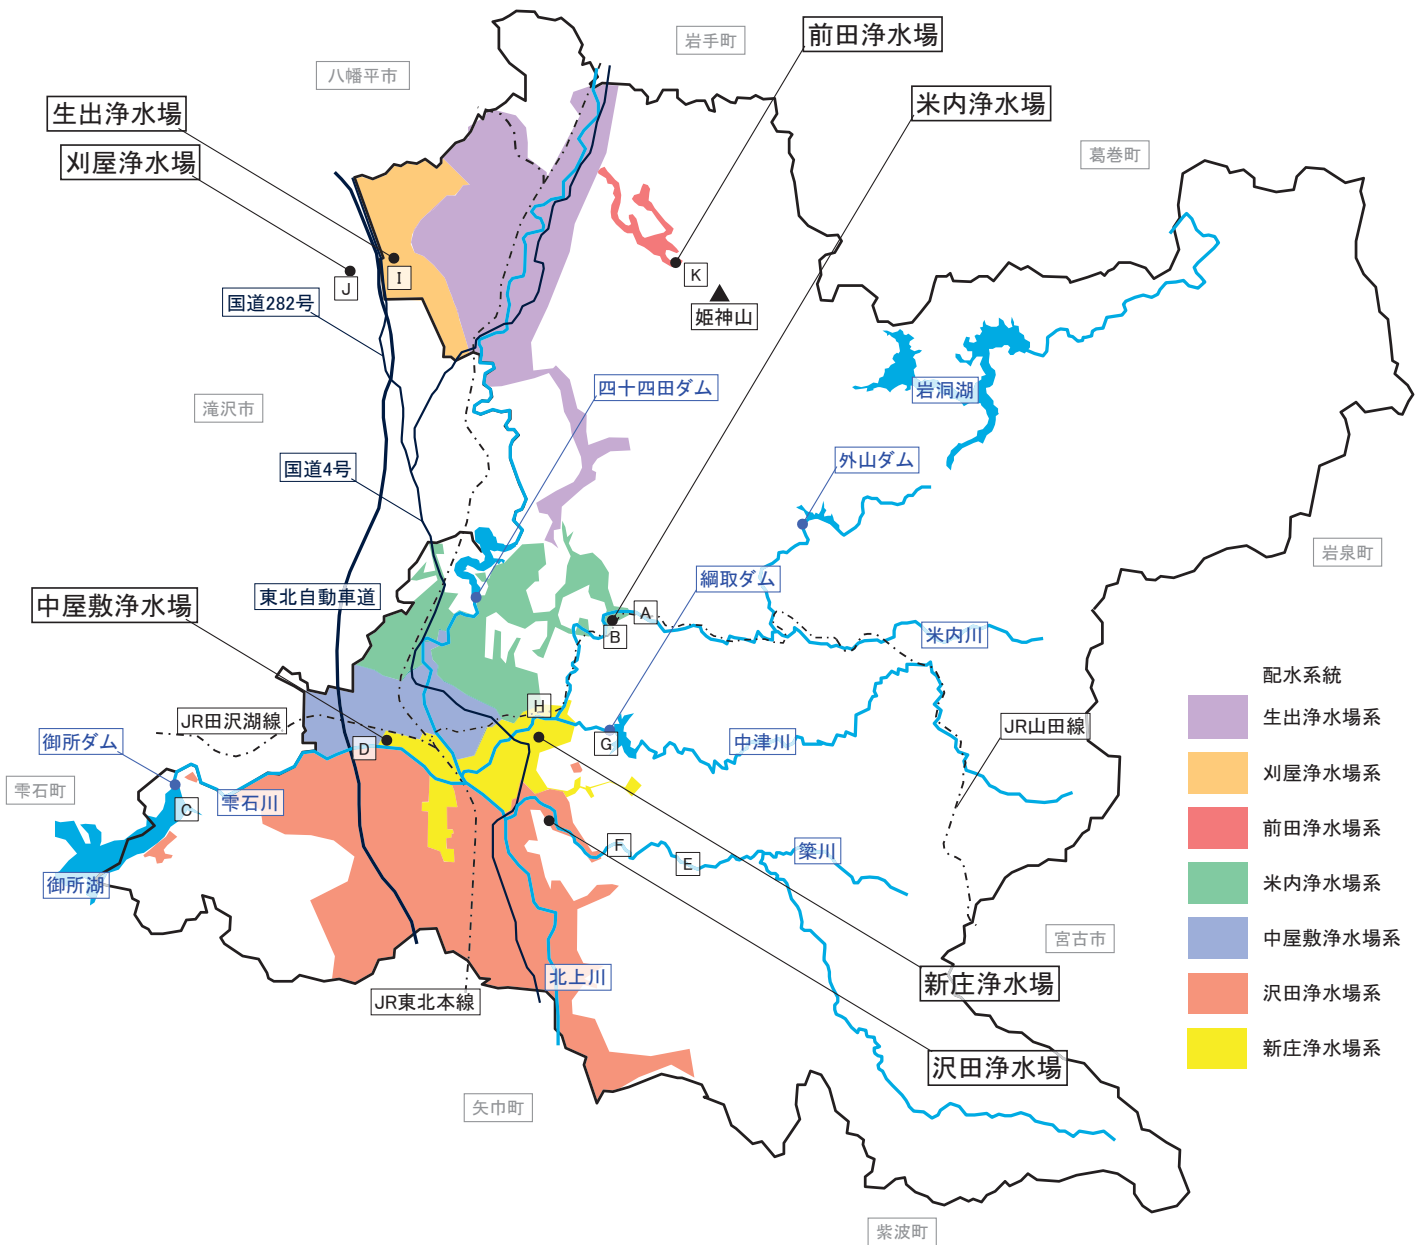 前田浄水場
岩手町
八幡平市
生出浄水場
米内浄水場
刈屋浄水場
葛巻町
I
J
K
姫神山
国道282号
四十四田ダム
岩洞湖
滝沢市
外山ダム
国道4号
岩泉町
綱取ダム
東北自動車道
中屋敷浄水場
A
B
米内川
配水系統
H
JR田沢湖線
生出浄水場系
JR山田線
御所ダム
D
G
中津川
刈屋浄水場系
雫石町
C
雫石川
前田浄水場系
F
E
簗川
御所湖
米内浄水場系
宮古市
中屋敷浄水場系
北上川
新庄浄水場
沢田浄水場系
JR東北本線
新庄浄水場系
沢田浄水場
矢巾町
紫波町